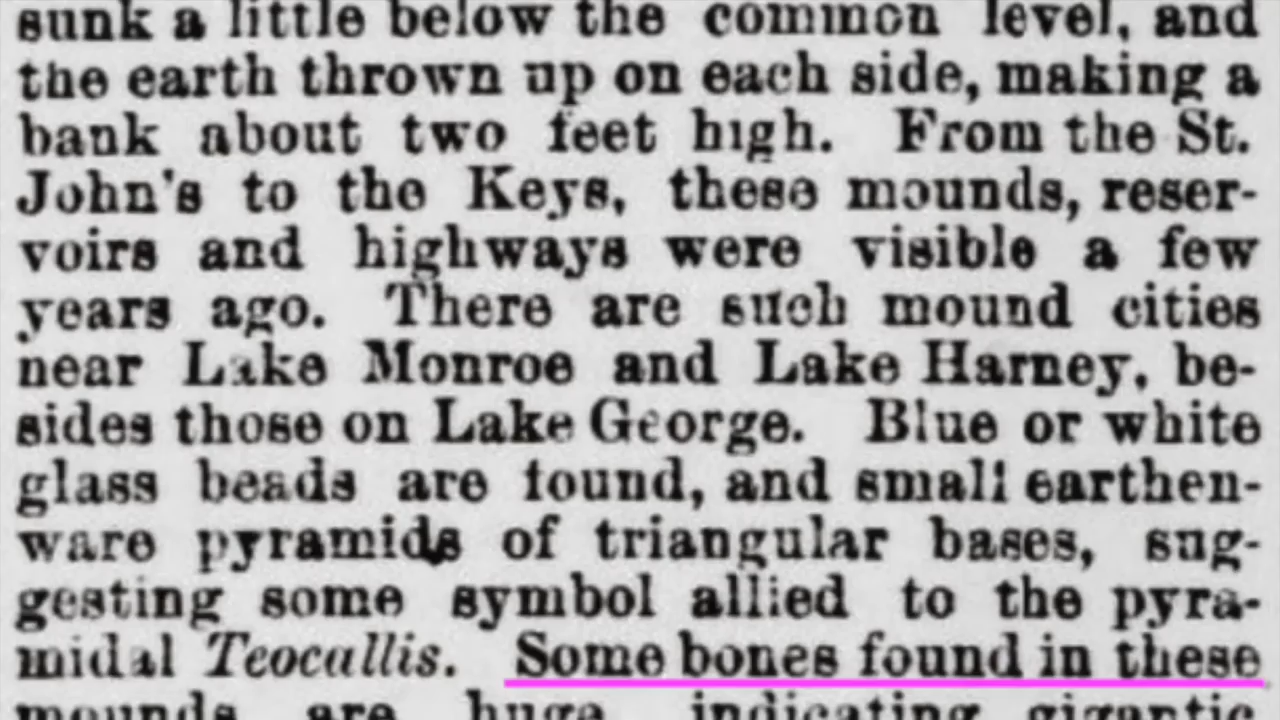 sunk a little below the common level, and
the earth thrown up on each side, making a
bank about two feet high. From the St.
John's to the Keys, these mounds, reser-
voirs and highways were visible a few
years ago. There are such mound cities
near Lake Monroe and Lake Harney, be-
sides those on Lake George. Blue or white
glass beads are found, and small earthen-
ware pyramids of triangular bases, sug-
gesting some symbol allied to the pyra-
midal Teocallis. Some bones found in these
mounds are huge, indicating gigantic